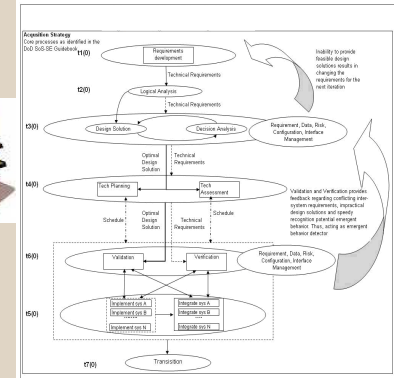 Acquisition Strategy
Core processes as identified in the
DoD SoS-SE Guidebook
t1(0)
Requirements
development
Inability to provide
feasible design
solutions results in
changing the
requirements for the
next iteration
Technical Requirements
t2(0)
Logical Analysis
Technical Requirements
t3(0)
Design Solution
Decision Analysis
Requirement, Data, Risk,
Configuration, Interface
Management
Optimal
Design
Solution
Technical
Requirements
t4(0)
Tech Planning
Tech
Assessment
Validation and Verification provides
feedback regarding conflicting inter-
system requirements, impractical
design solutions and speedy
recognition potential emergent
behavior. Thus, acting as emergent
behavior detector
Schedule
Optimal
Design
Solution
Technical
Requirements
Schedule
t6(0)
Validation
Verification
Requirement, Data, Risk,
Configuration, Interface
Management
t5(0)
Implement sys A
Implement sys B
Implement sys N
Integrate sys A
Integrate sys B
Integrate sys N
t7(0)
Transition